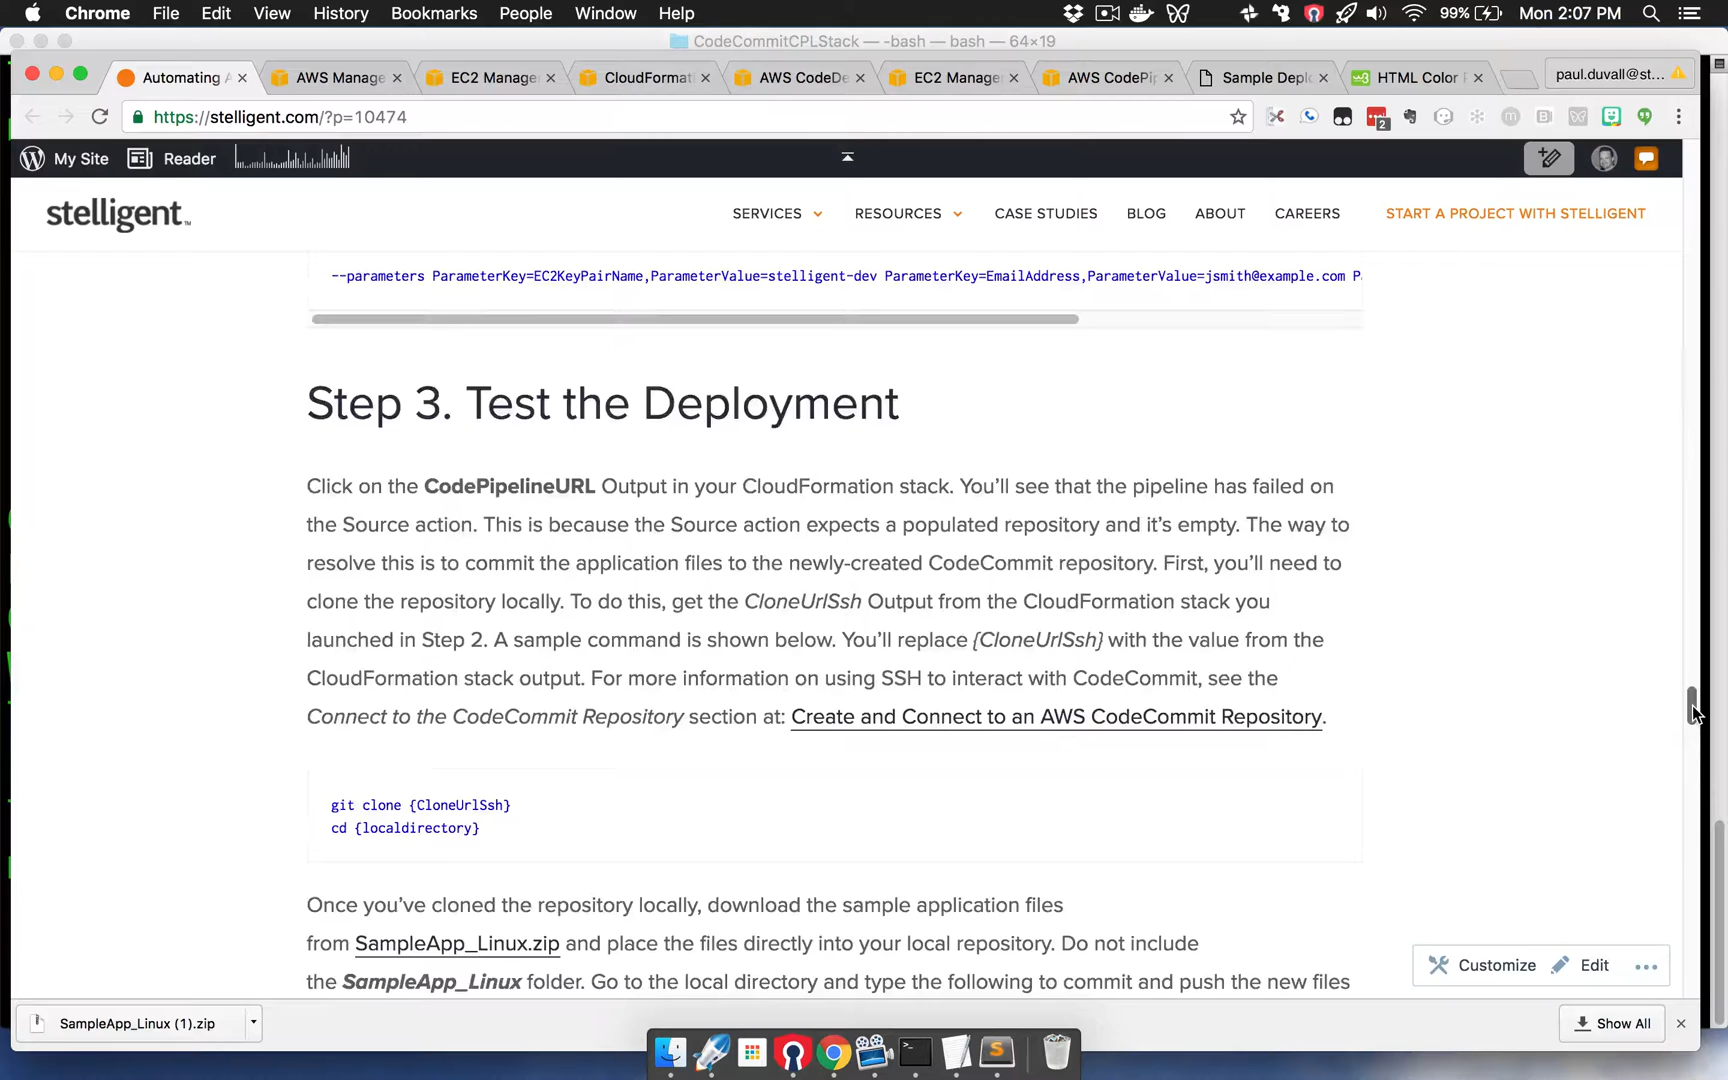 Chrome File Edit View History Bookmarks People Window Help 99% Mon 2:07 PM
CodeCommitCPLStack — -bash — bash — 64×19
Automating AWS Manage EC2 Manage CloudFormat AWS CodeDe EC2 Manage AWS CodePi Sample Depl HTML Color paul.duvall@st...
https://stelligent.com/?p=10474
2
My Site Reader
stelligent™ SERVICES RESOURCES CASE STUDIES BLOG ABOUT CAREERS START A PROJECT WITH STELLIGENT
--parameters ParameterKey=EC2KeyPairName,ParameterValue=stelligent-dev ParameterKey=EmailAddress,ParameterValue=jsmith@example.com P
Step 3. Test the Deployment
Click on the CodePipelineURL Output in your CloudFormation stack. You’ll see that the pipeline has failed on
the Source action. This is because the Source action expects a populated repository and it’s empty. The way to
resolve this is to commit the application files to the newly-created CodeCommit repository. First, you’ll need to
clone the repository locally. To do this, get the CloneUrlSsh Output from the CloudFormation stack you
launched in Step 2. A sample command is shown below. You’ll replace {CloneUrlSsh} with the value from the
CloudFormation stack output. For more information on using SSH to interact with CodeCommit, see the
Connect to the CodeCommit Repository section at: Create and Connect to an AWS CodeCommit Repository.
git clone {CloneUrlSsh}
cd {localdirectory}
Once you’ve cloned the repository locally, download the sample application files
from SampleApp_Linux.zip and place the files directly into your local repository. Do not include
the SampleApp_Linux folder. Go to the local directory and type the following to commit and push the new files
Customize Edit ...
SampleApp_Linux (1).zip Show All